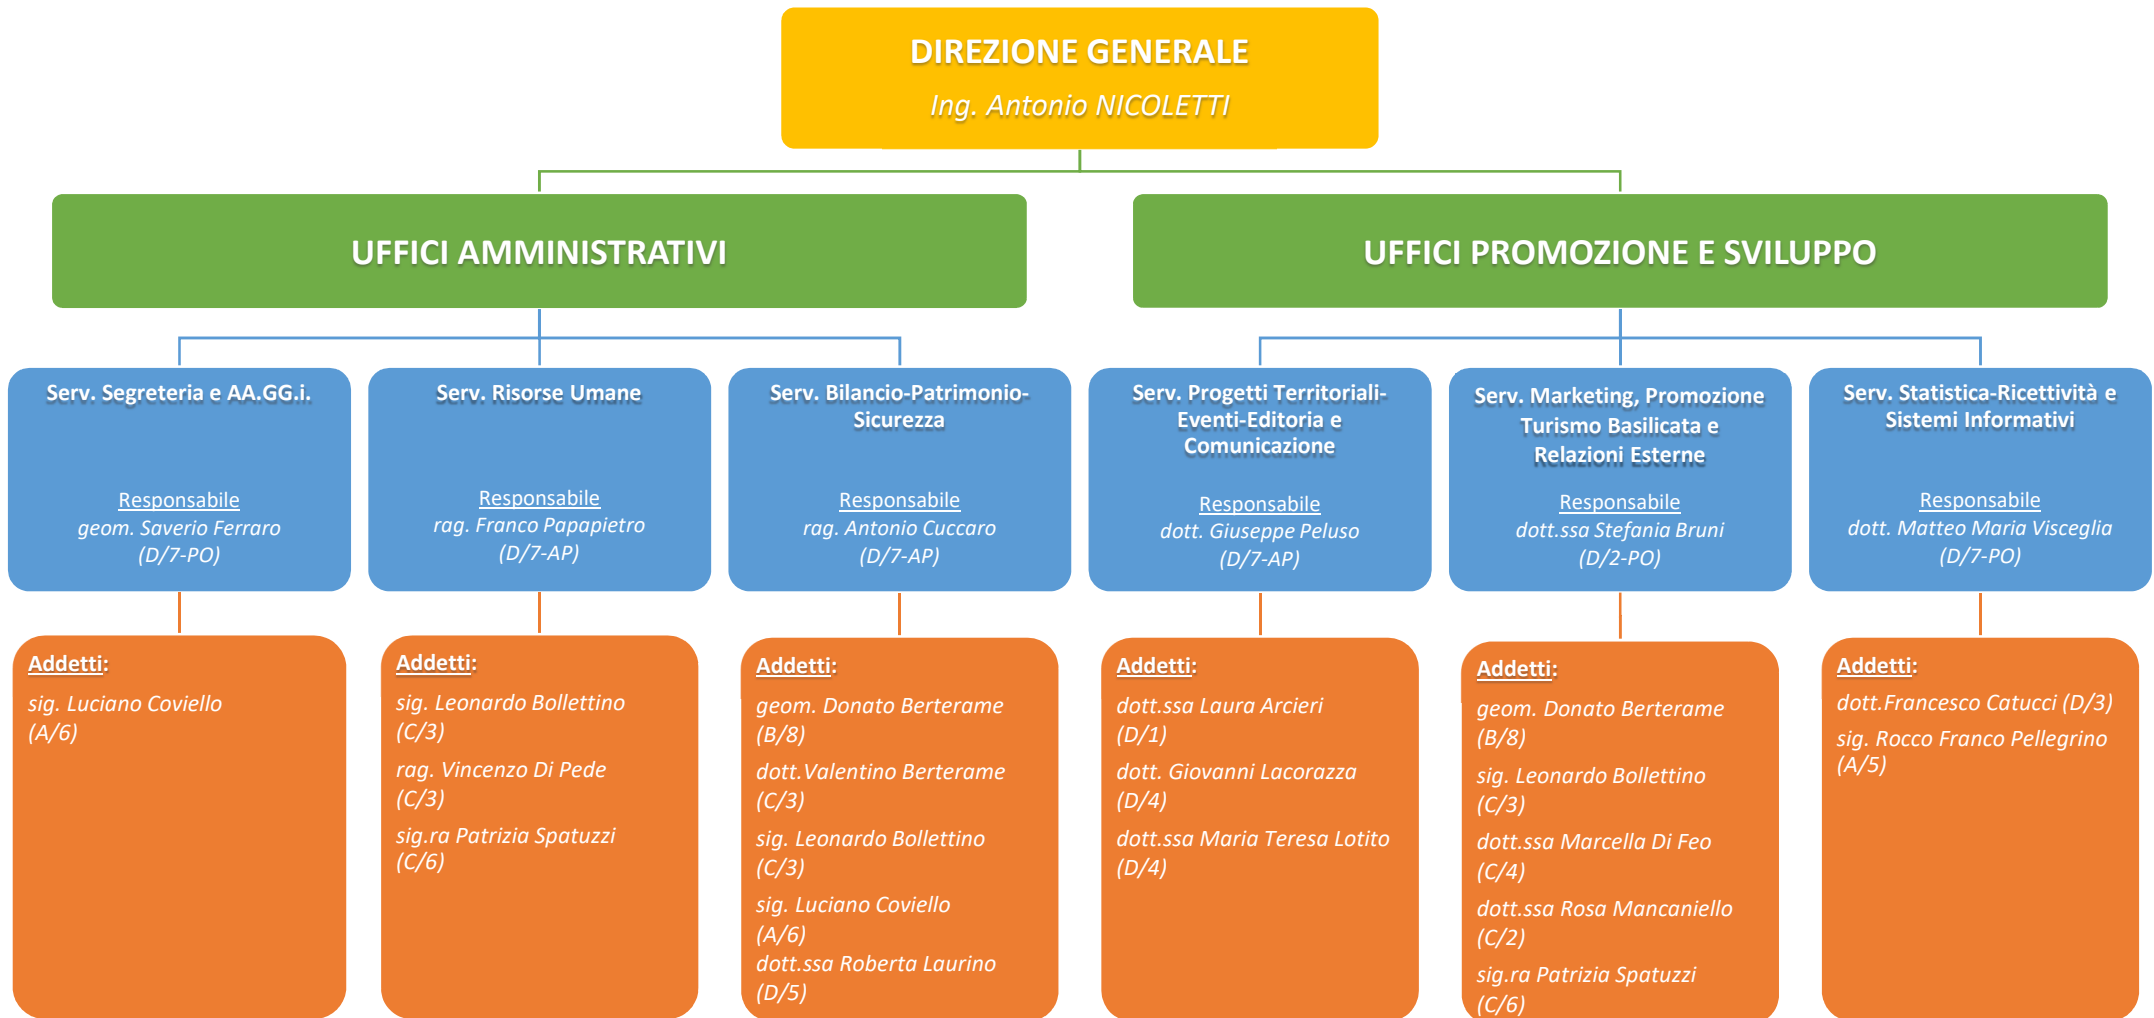 DIREZIONE GENERALE
Ing. Antonio NICOLETTI
UFFICI AMMINISTRATIVI
UFFICI PROMOZIONE E SVILUPPO
Serv. Segreteria e AA.GG.i.
Responsabile
geom. Saverio Ferraro
(D/7-PO)
Serv. Risorse Umane
Responsabile
rag. Franco Papapietro
(D/7-AP)
Serv. Bilancio-Patrimonio-
Sicurezza
Responsabile
rag. Antonio Cuccaro
(D/7-AP)
Serv. Progetti Territoriali-
Eventi-Editoria e
Comunicazione
Responsabile
dott. Giuseppe Peluso
(D/7-AP)
Serv. Marketing, Promozione
Turismo Basilicata e
Relazioni Esterne
Responsabile
dott.ssa Stefania Bruni
(D/2-PO)
Serv. Statistica-Ricettività e
Sistemi Informativi
Responsabile
dott. Matteo Maria Visceglia
(D/7-PO)
Addetti:
sig. Luciano Coviello
(A/6)
Addetti:
sig. Leonardo Bollettino
(C/3)
rag. Vincenzo Di Pede
(C/3)
sig.ra Patrizia Spatuzzi
(C/6)
Addetti:
geom. Donato Berterame
(B/8)
dott.Valentino Berterame
(C/3)
sig. Leonardo Bollettino
(C/3)
sig. Luciano Coviello
(A/6)
dott.ssa Roberta Laurino
(D/5)
Addetti:
dott.ssa Laura Arcieri
(D/1)
dott. Giovanni Lacorazza
(D/4)
dott.ssa Maria Teresa Lotito
(D/4)
Addetti:
geom. Donato Berterame
(B/8)
sig. Leonardo Bollettino
(C/3)
dott.ssa Marcella Di Feo
(C/4)
dott.ssa Rosa Mancaniello
(C/2)
sig.ra Patrizia Spatuzzi
(C/6)
Addetti:
dott.Francesco Catucci (D/3)
sig. Rocco Franco Pellegrino
(A/5)